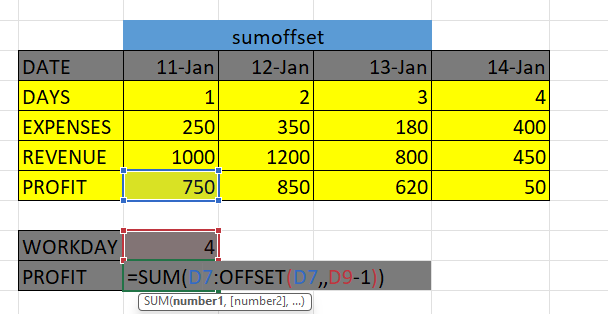 sumoffset
DATE 11-Jan 12-Jan 13-Jan 14-Jan
DAYS 1 2 3 4
EXPENSES 250 350 180 400
REVENUE 1000 1200 800 450
PROFIT 750 850 620 50
WORKDAY 4
PROFIT =SUM(D7:OFFSET(D7,,D9-1))
SUM(number1, [number2], ...)